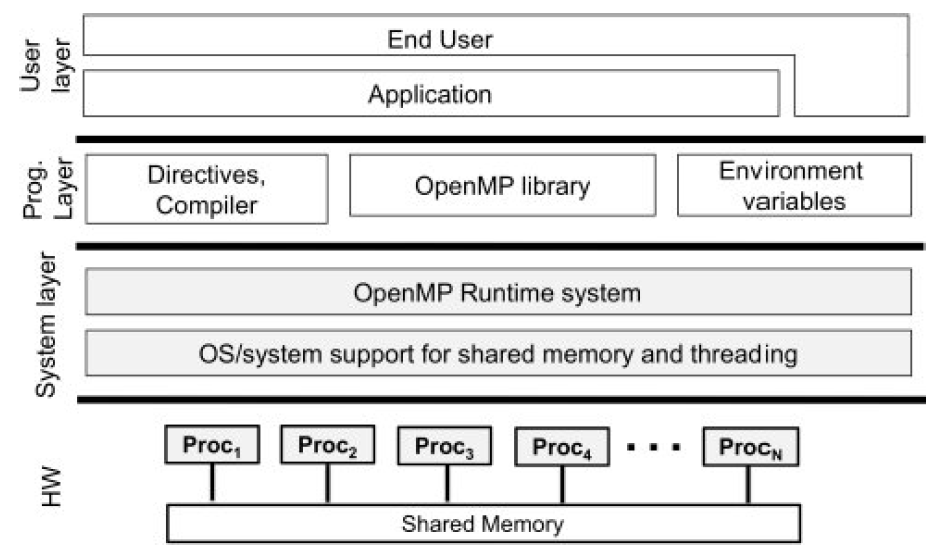 User
layer
End User
Application
Prog.
Layer
Directives,
Compiler
OpenMP library
Environment
variables
System layer
OpenMP Runtime system
OS/system support for shared memory and threading
HW
Proc₁
Proc₂
Proc₃
Proc₄
· · ·
Procₙ
Shared Memory